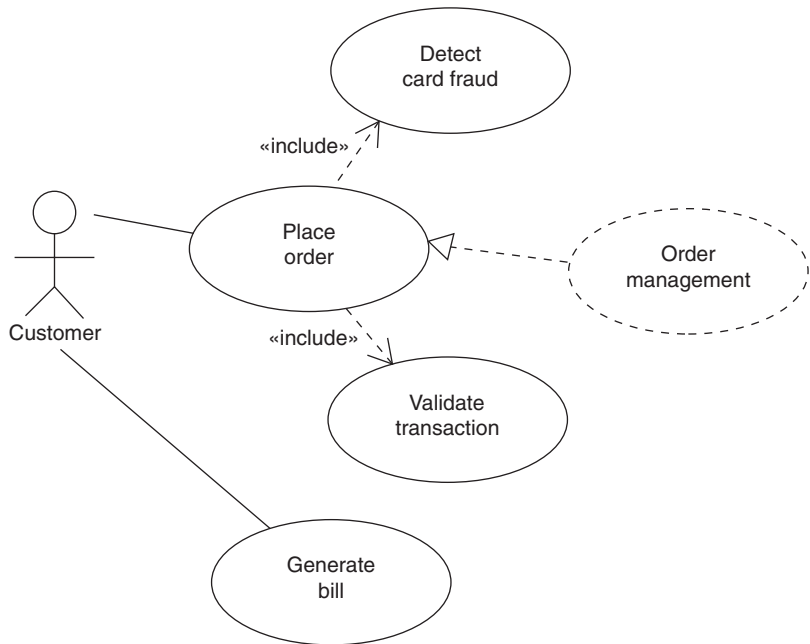 Detect
card fraud
«include»
Place
order
Order
management
Customer
«include»
Validate
transaction
Generate
bill